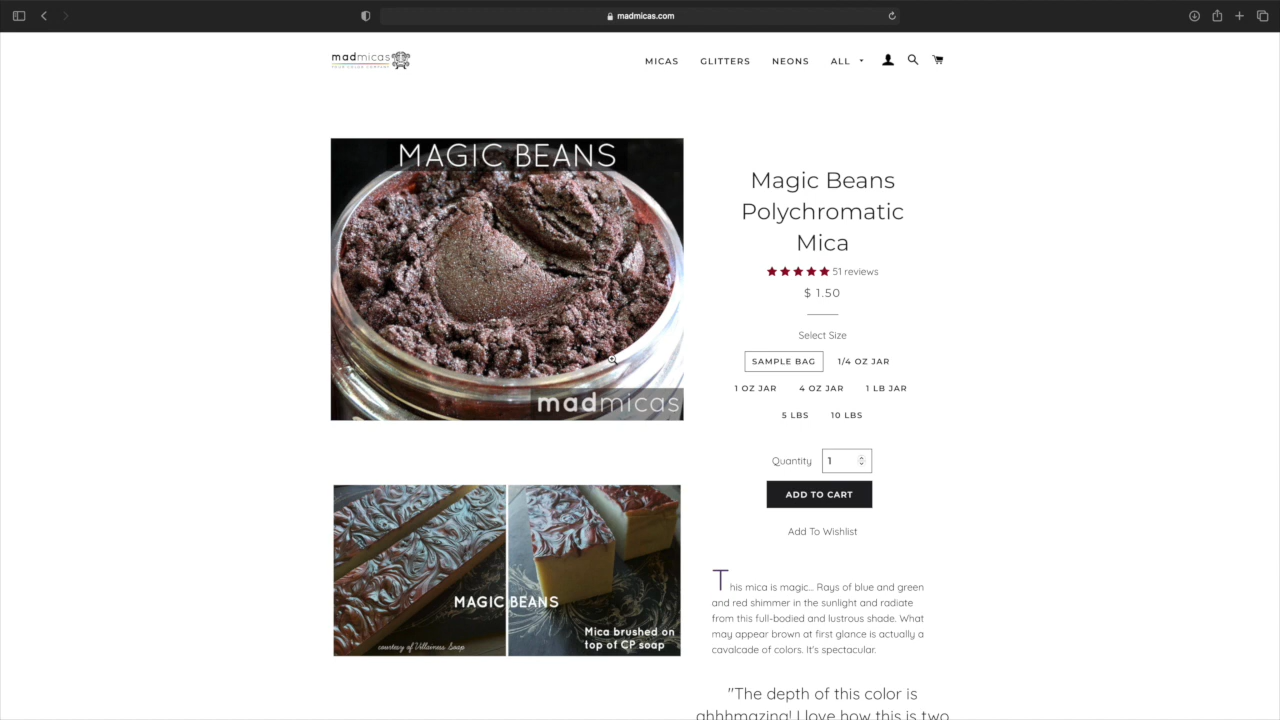 madmicas.com
madmicas
YOUR COLOR COMPANY
MICAS GLITTERS NEONS ALL
MAGIC BEANS
madmicas
Magic Beans
Polychromatic
Mica
51 reviews
$ 1.50
Select Size
SAMPLE BAG 1/4 OZ JAR
1 OZ JAR 4 OZ JAR 1 LB JAR
5 LBS 10 LBS
Quantity 1
ADD TO CART
Add To Wishlist
MAGIC BEANS
Mica brushed on
top of CP soap
courtesy of Villainess Soap
This mica is magic... Rays of blue and green
and red shimmer in the sunlight and radiate
from this full-bodied and lustrous shade. What
may appear brown at first glance is actually a
cavalcade of colors. It's spectacular.
"The depth of this color is
ahhhmazing! I love how this is two